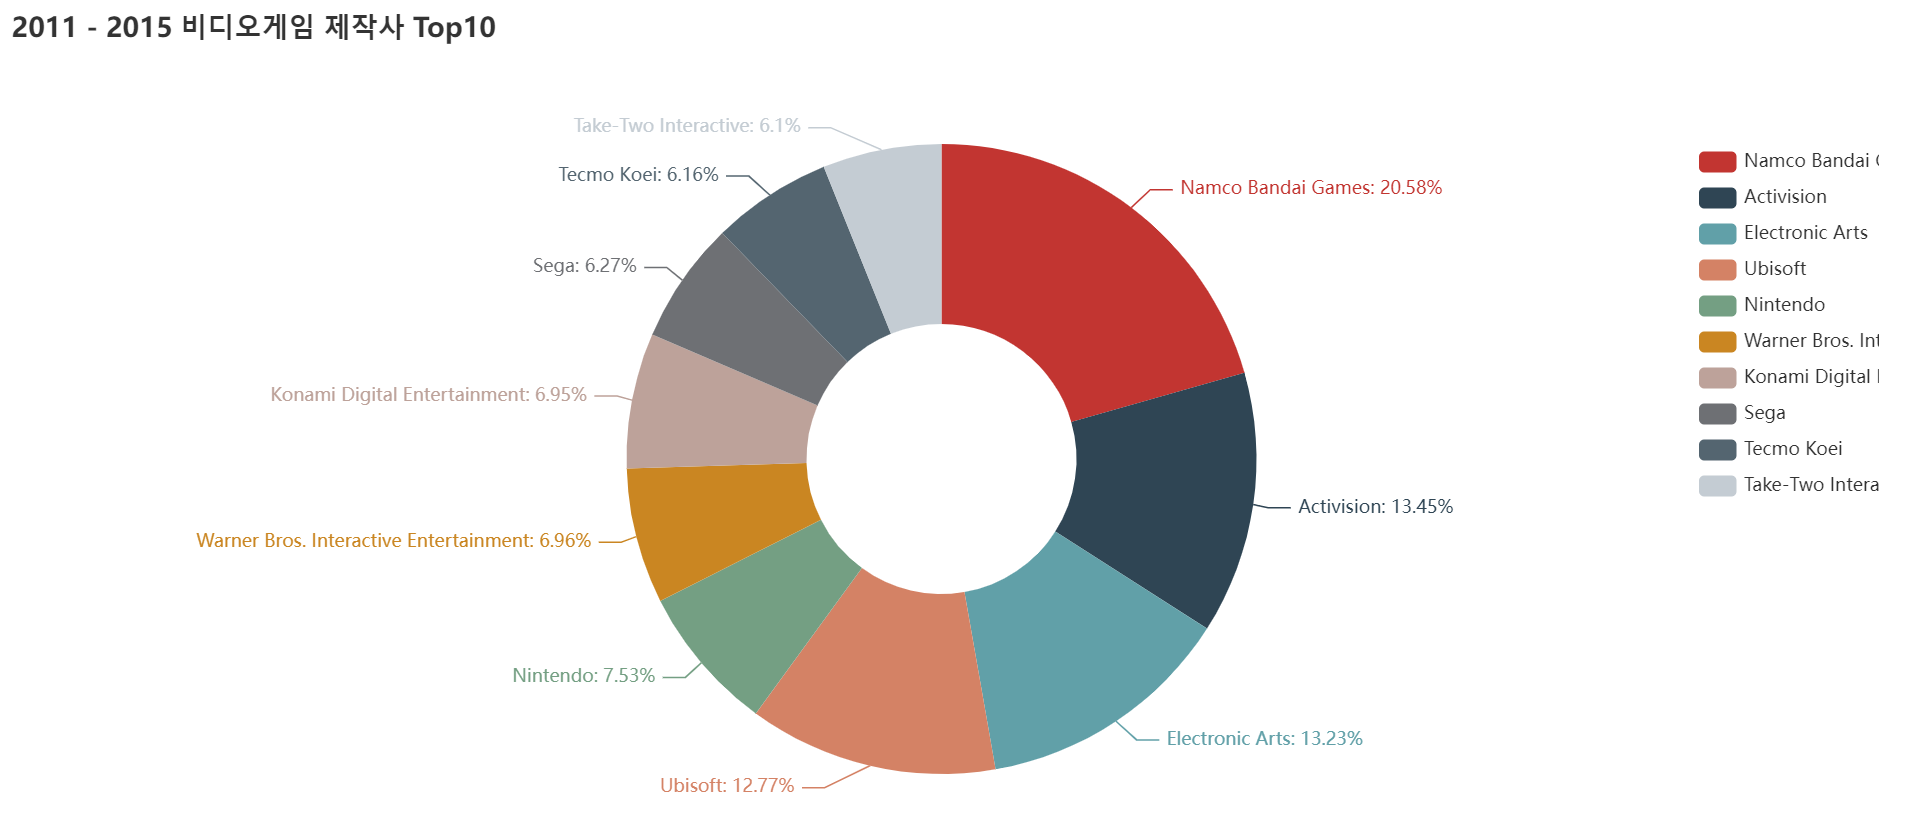 2011 - 2015 비디오게임 제작사 Top10
Take-Two Interactive: 6.1%
Tecmo Koei: 6.16%
Namco Bandai Games: 20.58%
Sega: 6.27%
Konami Digital Entertainment: 6.95%
Activision: 13.45%
Warner Bros. Interactive Entertainment: 6.96%
Nintendo: 7.53%
Electronic Arts: 13.23%
Ubisoft: 12.77%
Namco Bandai
Activision
Electronic Arts
Ubisoft
Nintendo
Warner Bros. Int
Konami Digital
Sega
Tecmo Koei
Take-Two Intera